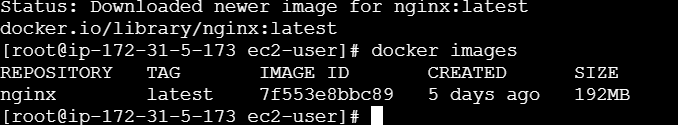 Status: Downloaded newer image for nginx:latest
docker.io/library/nginx:latest
[root@ip-172-31-5-173 ec2-user]# docker images
REPOSITORY   TAG       IMAGE ID       CREATED      SIZE
nginx        latest    7f553e8bbc89   5 days ago   192MB
[root@ip-172-31-5-173 ec2-user]#